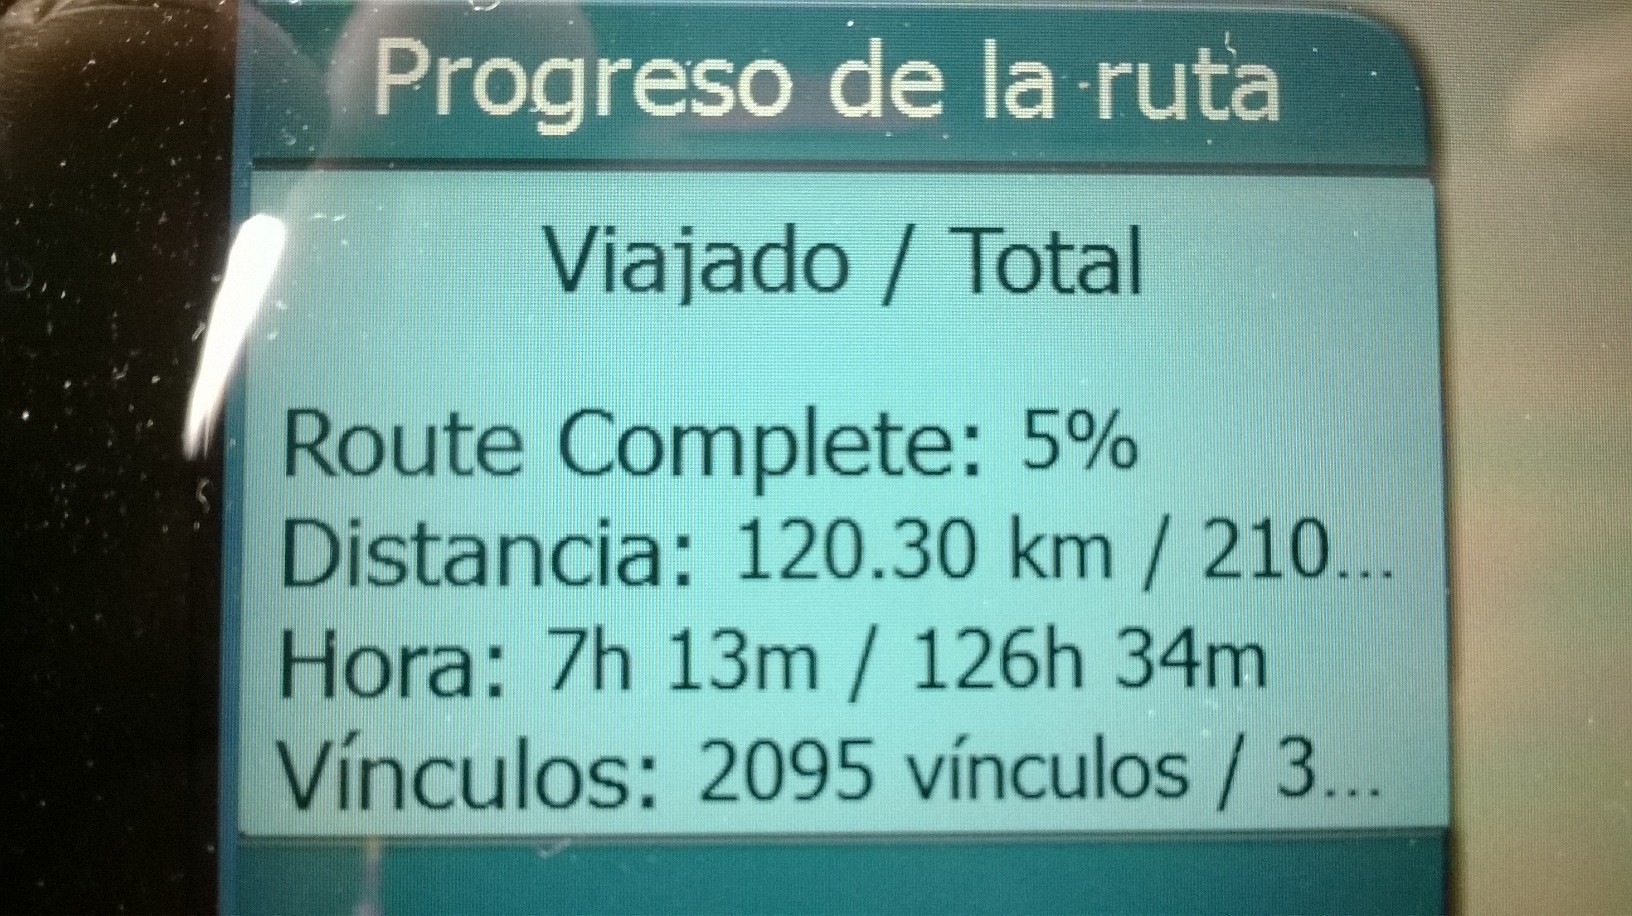 Progreso de la ruta
Viajado / Total
Route Complete: 5%
Distancia: 120.30 km / 210...
Hora: 7h 13m / 126h 34m
Vínculos: 2095 vínculos / 3...